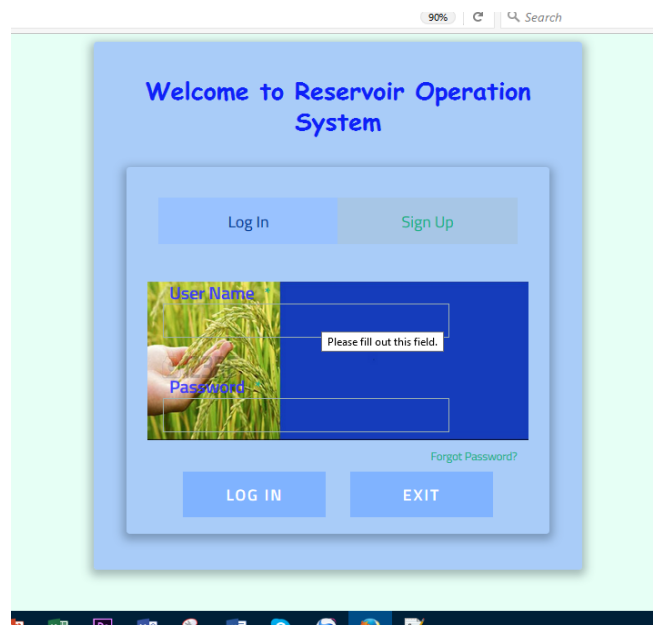 90% Search
Welcome to Reservoir Operation
System
Log In Sign Up
User Name *
Please fill out this field.
Password *
Forgot Password?
LOG IN EXIT